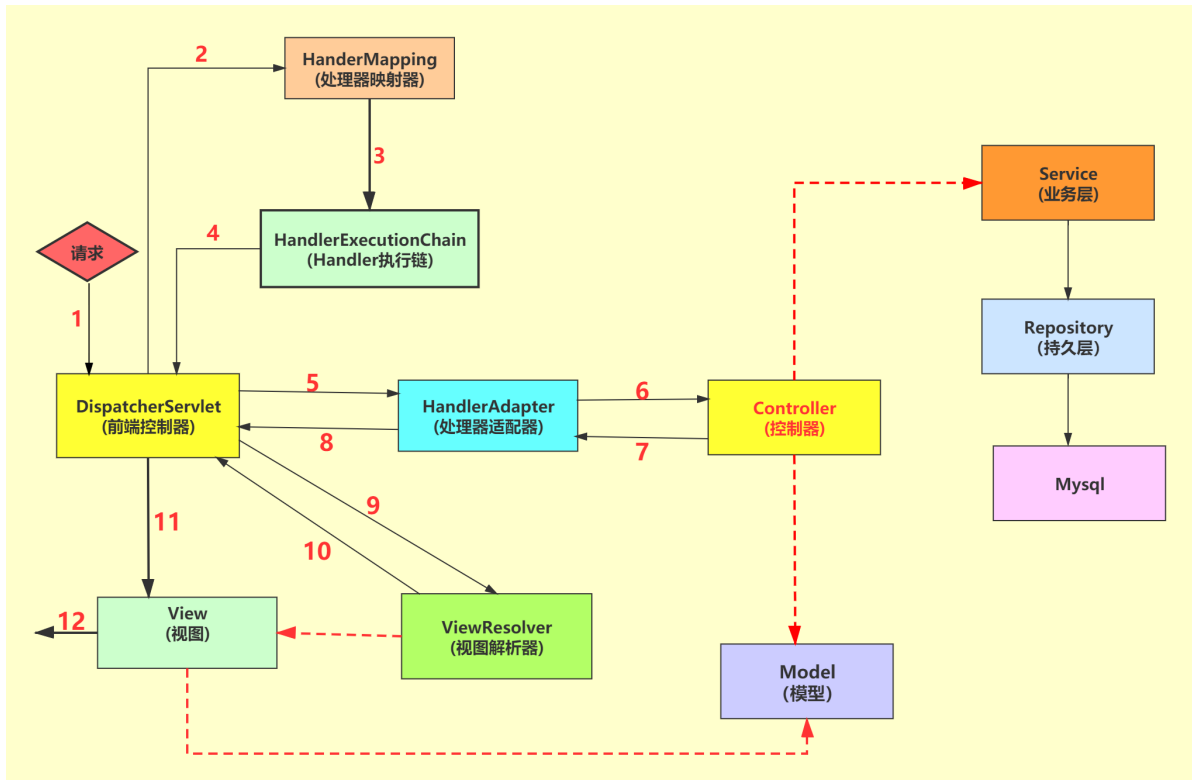 2
HanderMapping
(处理器映射器)
3
Service
(业务层)
4
HandlerExecutionChain
(Handler执行链)
请求
1
Repository
(持久层)
5
6
DispatcherServlet
(前端控制器)
HandlerAdapter
(处理器适配器)
Controller
(控制器)
8
7
Mysql
9
11
10
12
View
(视图)
ViewResolver
(视图解析器)
Model
(模型)